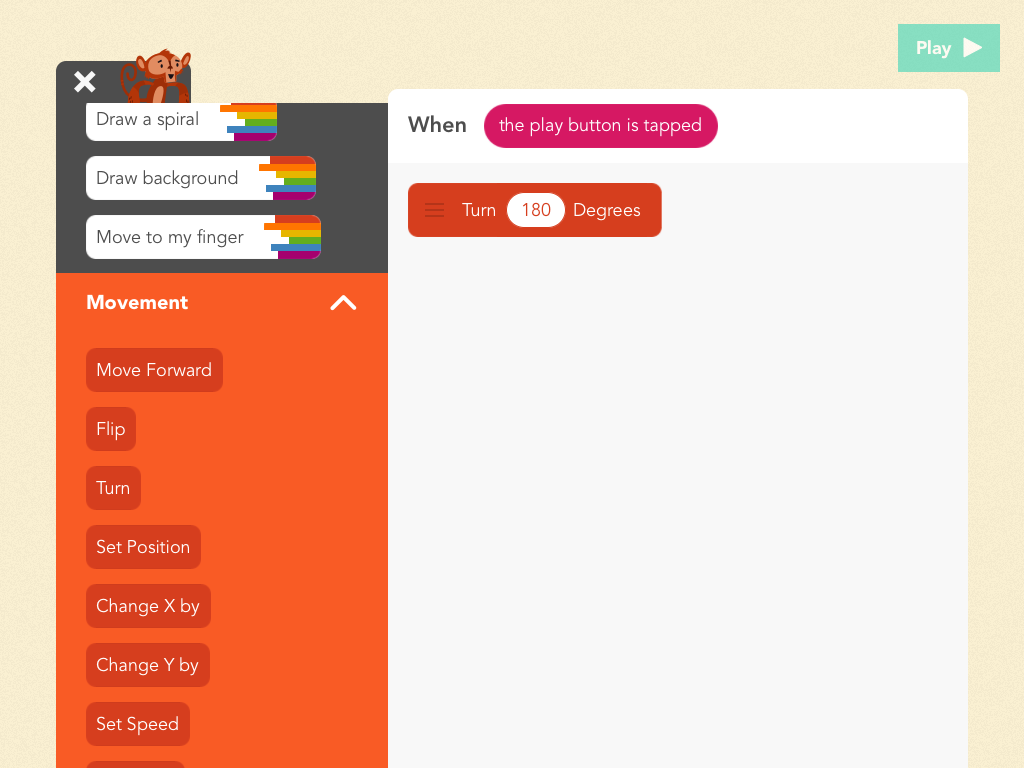 Play
Draw a spiral
Draw background
Move to my finger
Movement
Move Forward
Flip
Turn
Set Position
Change X by
Change Y by
Set Speed
When the play button is tapped
Turn 180 Degrees